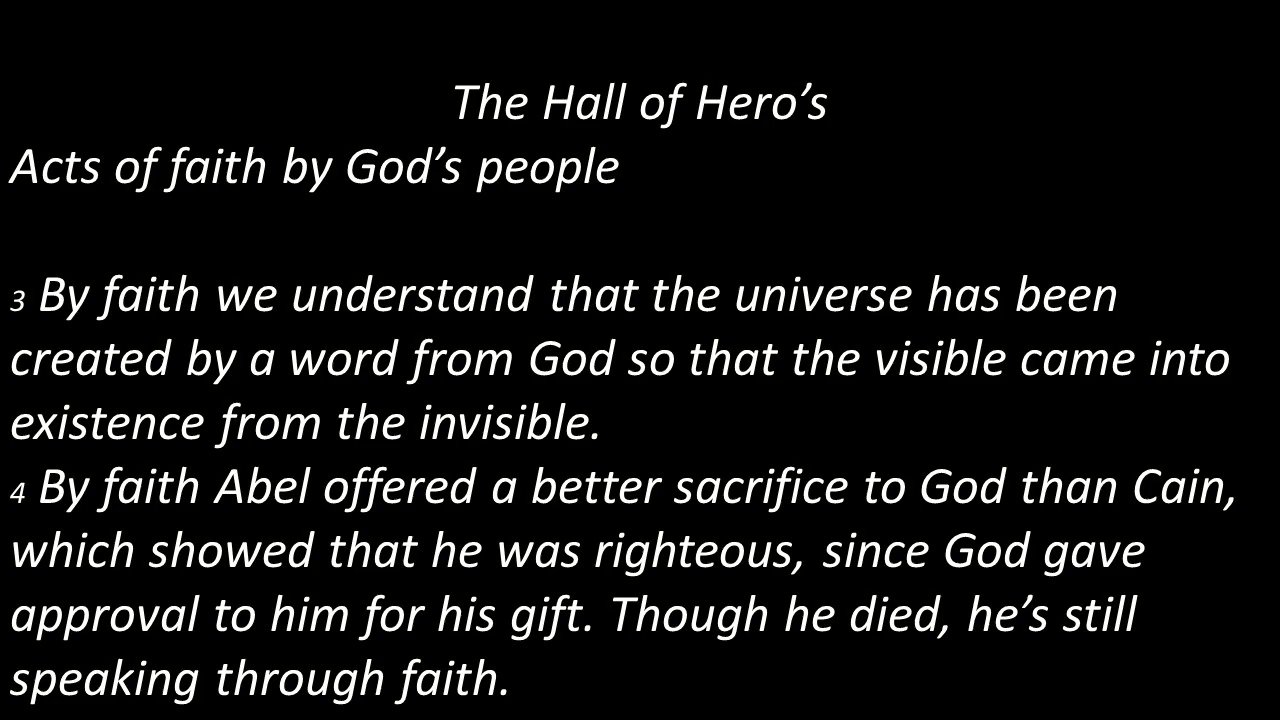 The Hall of Hero’s
Acts of faith by God’s people
3 By faith we understand that the universe has been
created by a word from God so that the visible came into
existence from the invisible.
4 By faith Abel offered a better sacrifice to God than Cain,
which showed that he was righteous, since God gave
approval to him for his gift. Though he died, he’s still
speaking through faith.